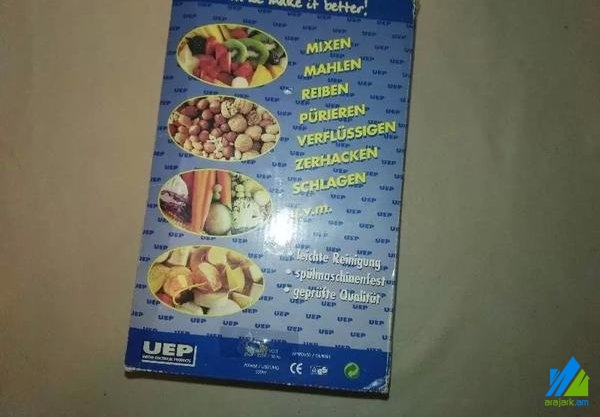 we make it better!
MIXEN
MAHLEN
REIBEN
PÜRIEREN
VERFLÜSSIGEN
ZERHACKEN
SCHLAGEN
u.v.m.
• leichte Reinigung
• spülmaschinenfest
• geprüfte Qualität
UEP
CE
arajark.am